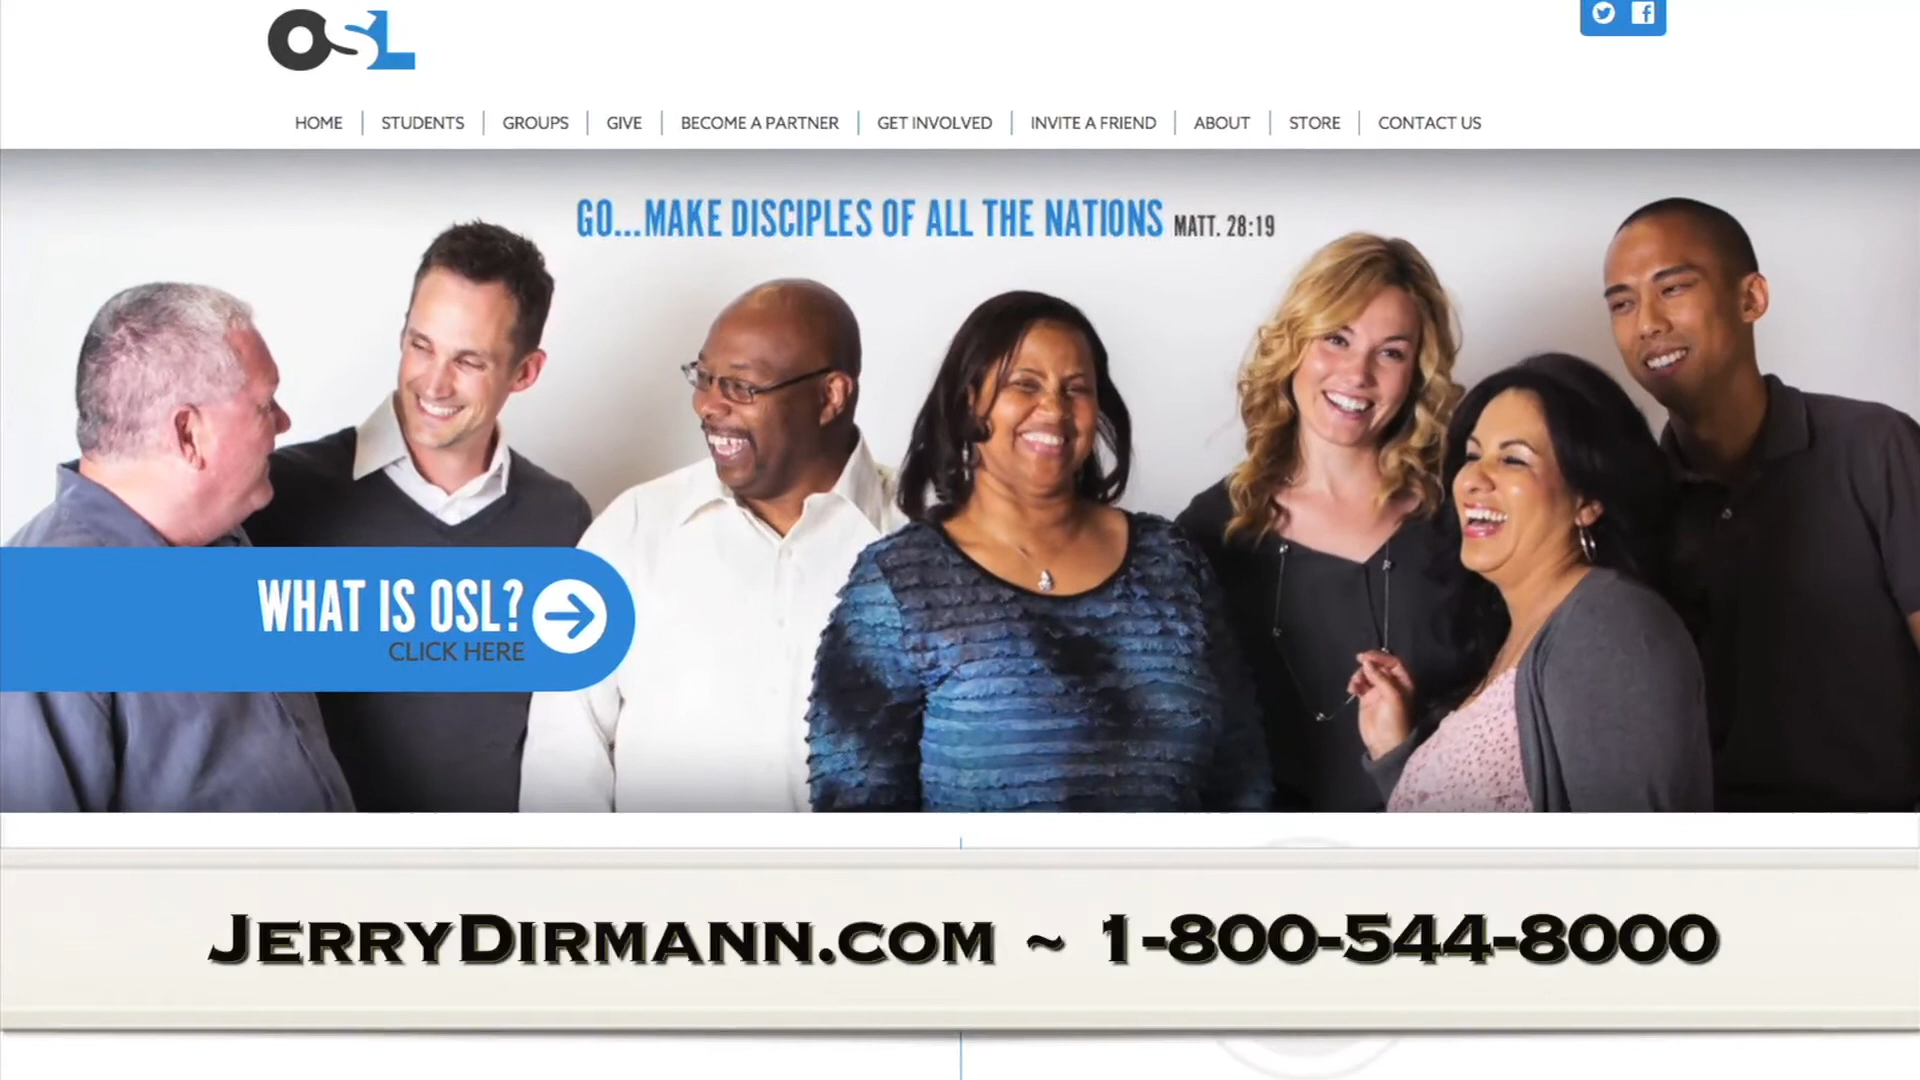 OSL
HOME STUDENTS GROUPS GIVE BECOME A PARTNER GET INVOLVED INVITE A FRIEND ABOUT STORE CONTACT US
GO...MAKE DISCIPLES OF ALL THE NATIONS MATT. 28:19
WHAT IS OSL?
CLICK HERE
JERRYDIRMANN.COM ~ 1-800-544-8000